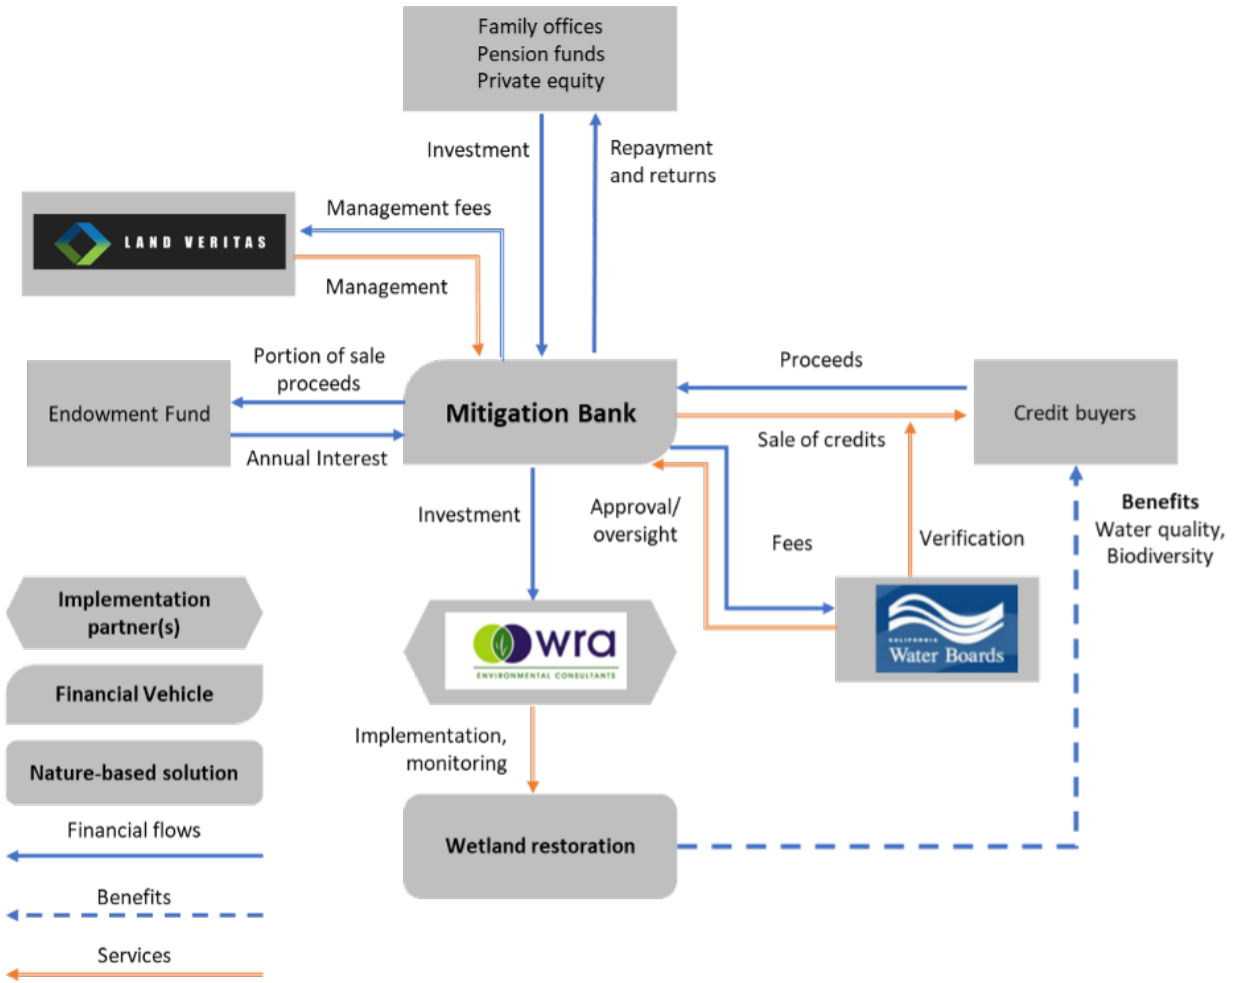 Family offices
Pension funds
Private equity
Investment
Repayment
and returns
LAND VERITAS
Management fees
Management
Portion of sale
proceeds
Endowment Fund
Annual Interest
Mitigation Bank
Proceeds
Sale of credits
Credit buyers
Investment
Approval/
oversight
Fees
Verification
Benefits
Water quality,
Biodiversity
wra
ENVIRONMENTAL CONSULTANTS
CALIFORNIA
Water Boards
Implementation,
monitoring
Wetland restoration
Implementation
partner(s)
Financial Vehicle
Nature-based solution
Financial flows
Benefits
Services